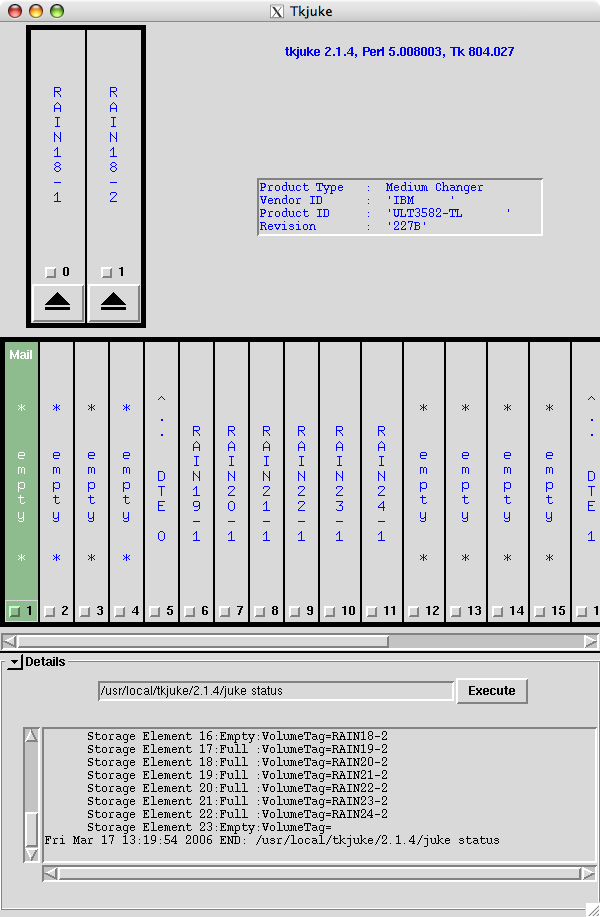 Tkjuke
tkjuke 2.1.4, Perl 5.008003, Tk 804.027
RAIN18-1
RAIN18-2
0
1
Product Type : Medium Changer
Vendor ID : 'IBM '
Product ID : 'ULT3582-TL '
Revision : '227B'
Mail
* empty *
* empty *
* empty *
* empty *
^.. DTE 0
RAIN19-1
RAIN20-1
RAIN21-1
RAIN22-1
RAIN23-1
RAIN24-1
* empty *
* empty *
* empty *
* empty *
^.. DTE 1
1 2 3 4 5 6 7 8 9 10 11 12 13 14 15 1
Details
/usr/local/tkjuke/2.1.4/juke status
Execute
Storage Element 16:Empty:VolumeTag=RAIN18-2
Storage Element 17:Full :VolumeTag=RAIN19-2
Storage Element 18:Full :VolumeTag=RAIN20-2
Storage Element 19:Full :VolumeTag=RAIN21-2
Storage Element 20:Full :VolumeTag=RAIN22-2
Storage Element 21:Full :VolumeTag=RAIN23-2
Storage Element 22:Full :VolumeTag=RAIN24-2
Storage Element 23:Empty:VolumeTag=
Fri Mar 17 13:19:54 2006 END: /usr/local/tkjuke/2.1.4/juke status